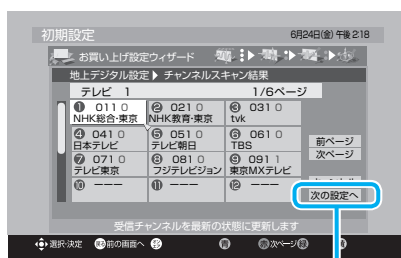 初期設定 6月24日(金) 午後 2:18
お買い上げ設定ウィザード
地上デジタル設定 ▶ チャンネルスキャン結果
テレビ 1 1/6ページ
❶ 011 0 ❷ 021 0 ❸ 031 0
NHK総合・東京 NHK教育・東京 tvk
❹ 041 0 ❺ 051 0 ❻ 061 0
日本テレビ テレビ朝日 TBS
❼ 071 0 ❽ 081 0 ❾ 091 1
テレビ東京 フジテレビジョン 東京MXテレビ
❿ --- ⓫ --- ⓬ ---
前ページ
次ページ
次の設定へ
受信チャンネルを最新の状態に更新します
選択・決定 戻る 前の画面へ 青 黄 次ページ